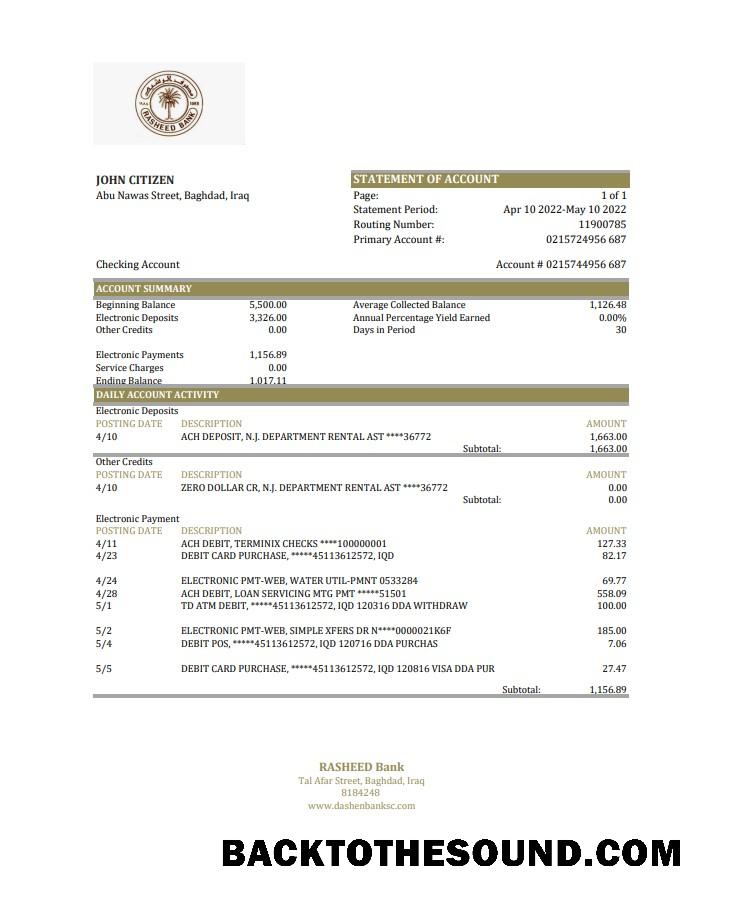 مصرف الرشيد
RASHEED BANK
JOHN CITIZEN
Abu Nawas Street, Baghdad, Iraq
STATEMENT OF ACCOUNT
Page: 1 of 1
Statement Period: Apr 10 2022-May 10 2022
Routing Number: 11900785
Primary Account #: 0215724956 687
Checking Account Account # 0215744956 687
ACCOUNT SUMMARY
Beginning Balance 5,500.00 Average Collected Balance 1,126.48
Electronic Deposits 3,326.00 Annual Percentage Yield Earned 0.00%
Other Credits 0.00 Days in Period 30
Electronic Payments 1,156.89
Service Charges 0.00
Ending Balance 1,017.11
DAILY ACCOUNT ACTIVITY
Electronic Deposits
POSTING DATE DESCRIPTION AMOUNT
4/10 ACH DEPOSIT, N.J. DEPARTMENT RENTAL AST ****36772 1,663.00
Subtotal: 1,663.00
Other Credits
POSTING DATE DESCRIPTION AMOUNT
4/10 ZERO DOLLAR CR, N.J. DEPARTMENT RENTAL AST ****36772 0.00
Subtotal: 0.00
Electronic Payment
POSTING DATE DESCRIPTION AMOUNT
4/11 ACH DEBIT, TERMINIX CHECKS ****100000001 127.33
4/23 DEBIT CARD PURCHASE, *****45113612572, IQD 82.17
4/24 ELECTRONIC PMT-WEB, WATER UTIL-PMNT 0533284 69.77
4/28 ACH DEBIT, LOAN SERVICING MTG PMT *****51501 558.09
5/1 TD ATM DEBIT, *****45113612572, IQD 120316 DDA WITHDRAW 100.00
5/2 ELECTRONIC PMT-WEB, SIMPLE XFERS DR N****0000021K6F 185.00
5/4 DEBIT POS, *****45113612572, IQD 120716 DDA PURCHAS 7.06
5/5 DEBIT CARD PURCHASE, *****45113612572, IQD 120816 VISA DDA PUR 27.47
Subtotal: 1,156.89
RASHEED Bank
Tal Afar Street, Baghdad, Iraq
8184248
www.dashenbanksc.com
BACKTOTHESOUND.COM